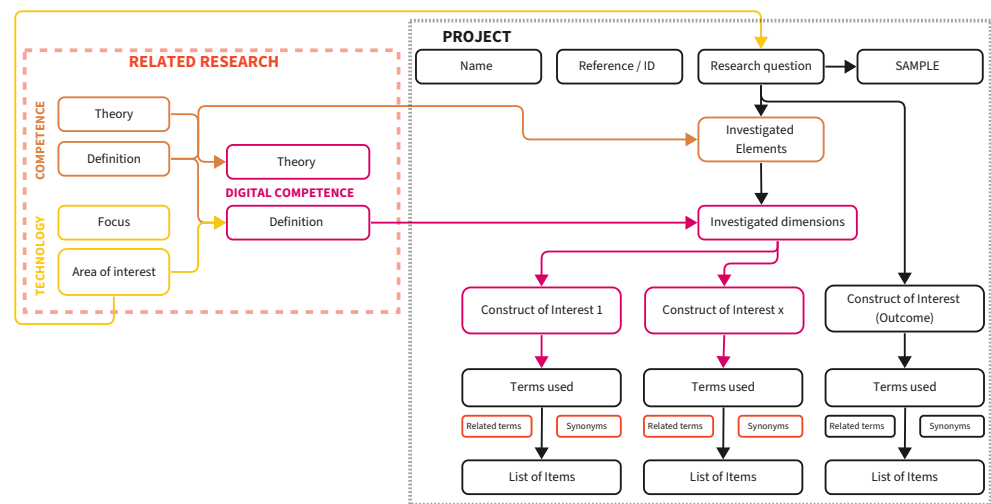 PROJECT
Name
Reference / ID
Research question
SAMPLE
RELATED RESEARCH
COMPETENCE
Theory
Definition
Theory
DIGITAL COMPETENCE
Definition
TECHNOLOGY
Focus
Area of interest
Investigated
Elements
Investigated dimensions
Construct of Interest 1
Construct of Interest x
Construct of Interest
(Outcome)
Terms used
Terms used
Terms used
Related terms
Synonyms
Related terms
Synonyms
Related terms
Synonyms
List of Items
List of Items
List of Items